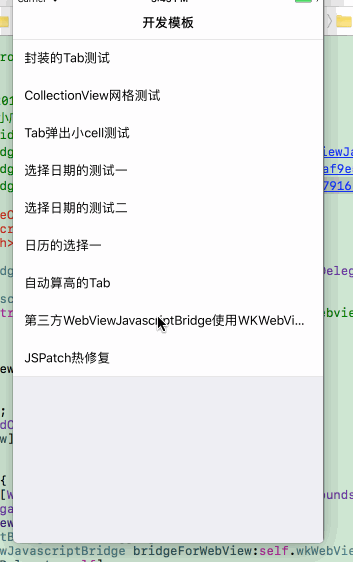 开发模板
封装的Tab测试
CollectionView网格测试
Tab弹出小cell测试
选择日期的测试一
选择日期的测试二
日历的选择一
自动算高的Tab
第三方WebViewJavascriptBridge使用WKWebVi...
JSPatch热修复
wJavascriptBridge bridgeForWebView:self.wkWebVie